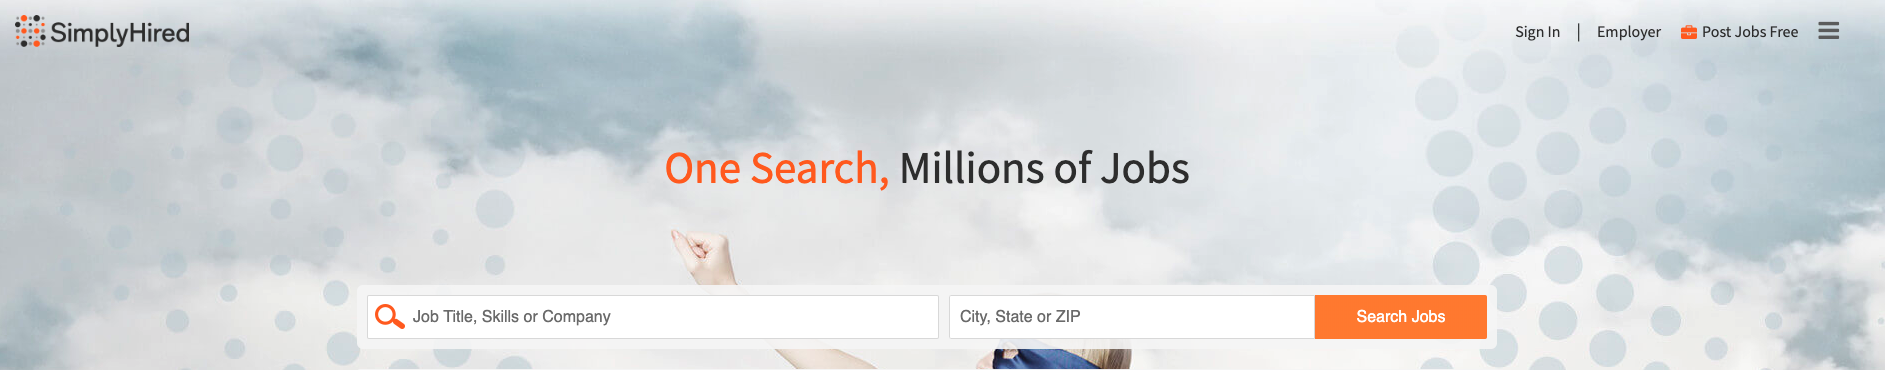 SimplyHired
Sign In | Employer Post Jobs Free
One Search, Millions of Jobs
Job Title, Skills or Company
City, State or ZIP
Search Jobs